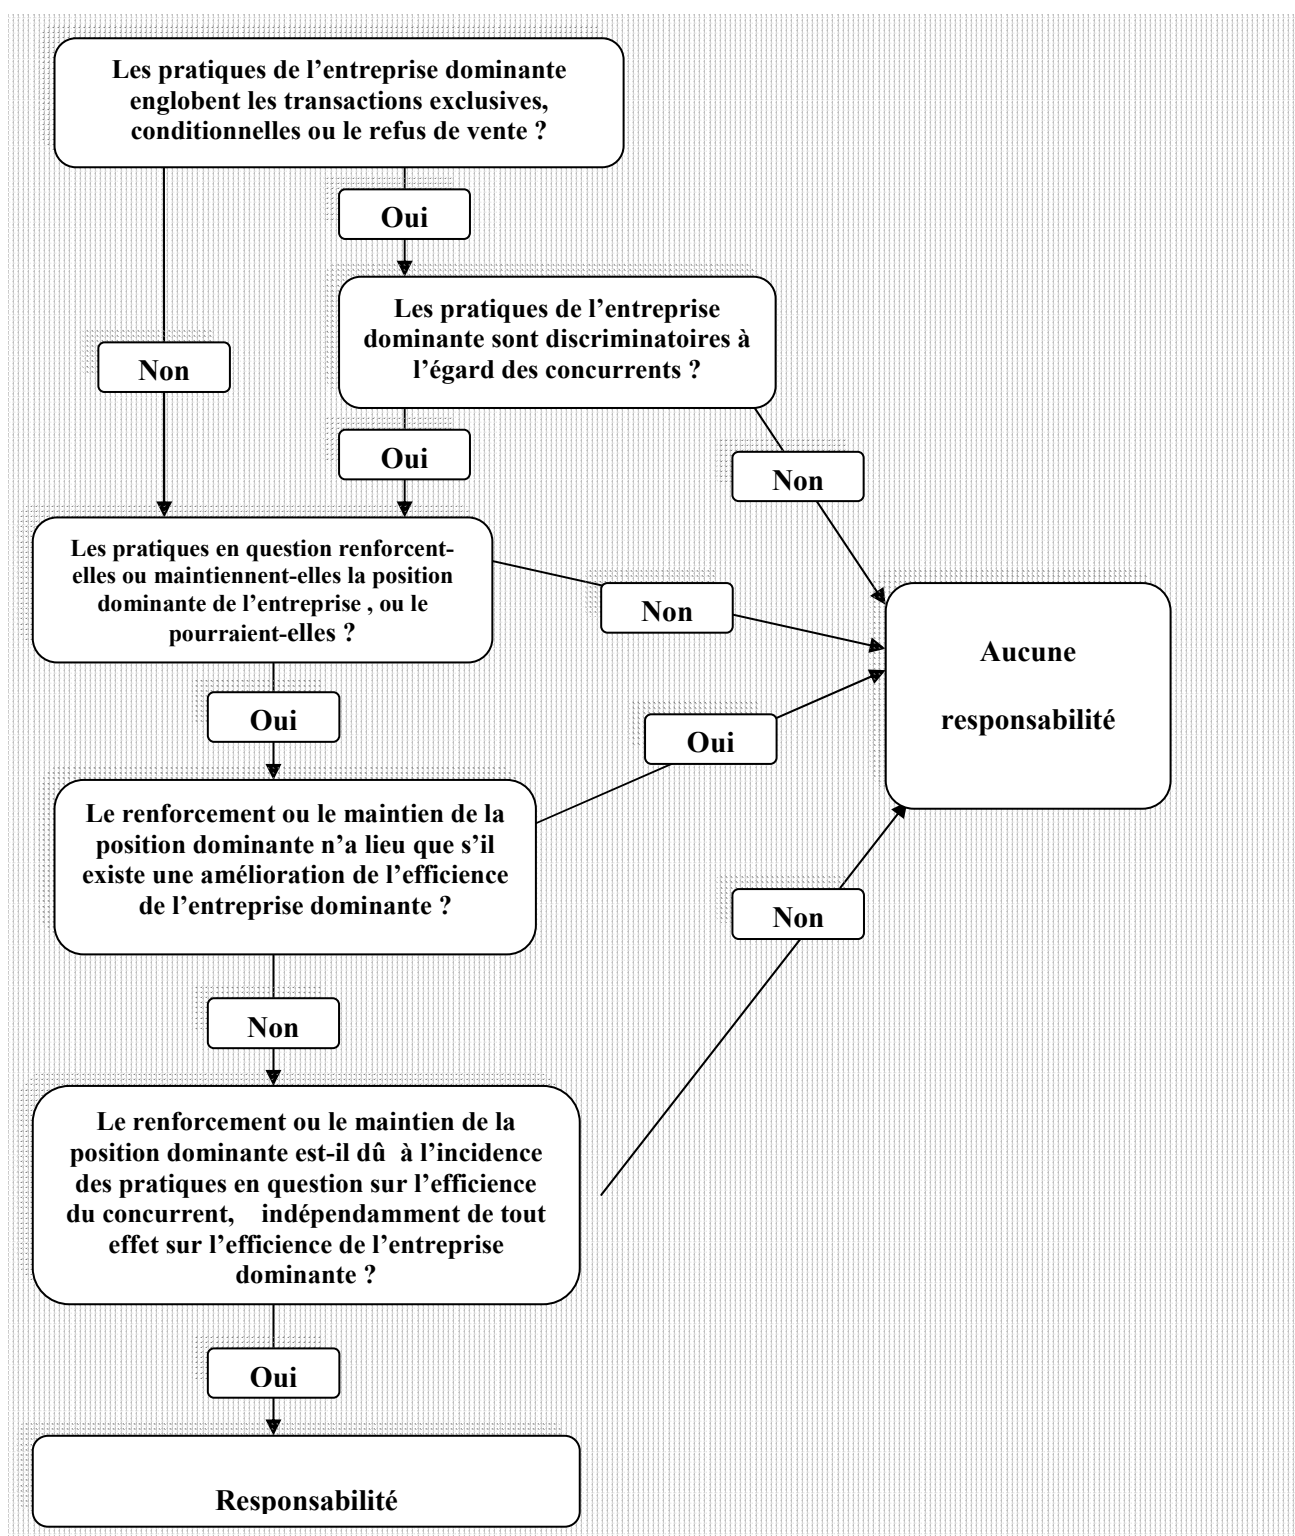 Les pratiques de l’entreprise dominante
englobent les transactions exclusives,
conditionnelles ou le refus de vente ?
Oui
Les pratiques de l’entreprise
dominante sont discriminatoires à
l’égard des concurrents ?
Non
Oui
Non
Les pratiques en question renforcent-
elles ou maintiennent-elles la position
dominante de l’entreprise , ou le
pourraient-elles ?
Non
Aucune
responsabilité
Oui
Oui
Le renforcement ou le maintien de la
position dominante n’a lieu que s’il
existe une amélioration de l’efficience
de l’entreprise dominante ?
Non
Non
Le renforcement ou le maintien de la
position dominante est-il dû à l’incidence
des pratiques en question sur l’efficience
du concurrent, indépendamment de tout
effet sur l’efficience de l’entreprise
dominante ?
Oui
Responsabilité